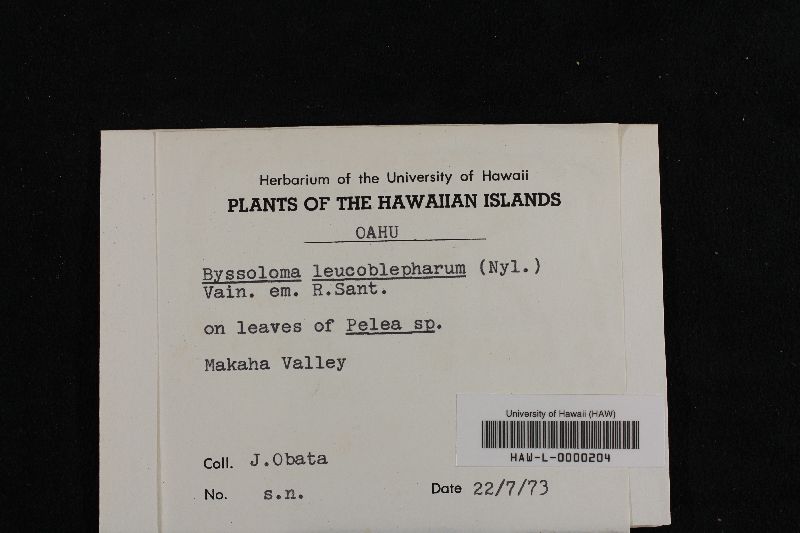 Herbarium of the University of Hawaii
PLANTS OF THE HAWAIIAN ISLANDS
OAHU
Byssoloma leucoblepharum (Nyl.)
Vain. em. R.Sant.
on leaves of Pelea sp.
Makaha Valley
University of Hawaii (HAW)
HAW-L-0000204
Coll. J.Obata
No. s.n.
Date 22/7/73